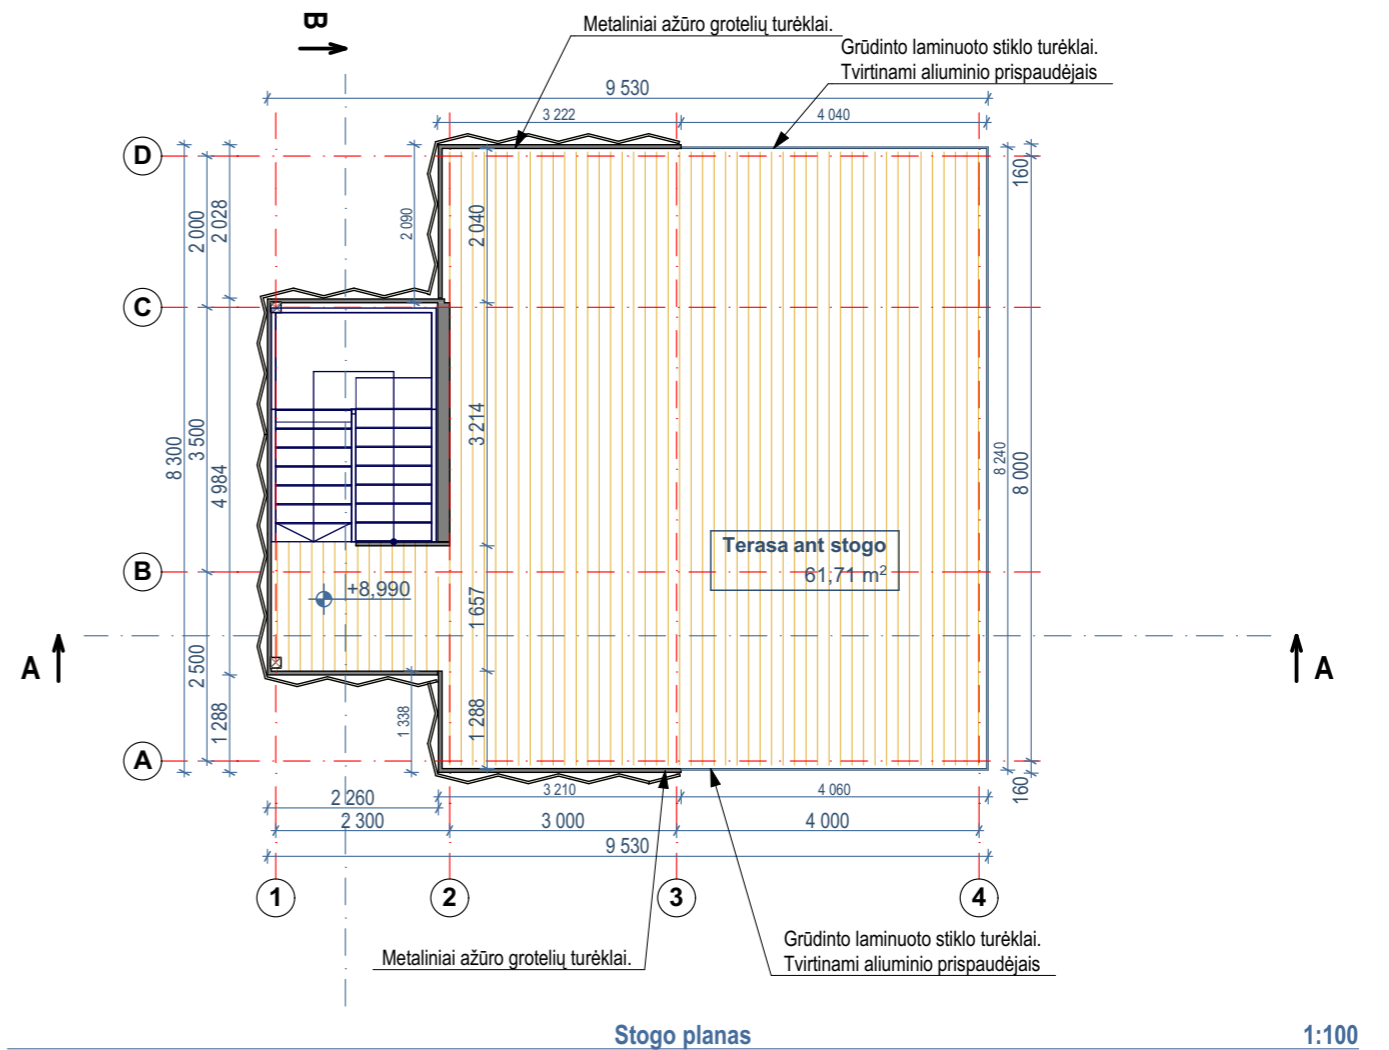 B
Metaliniai ažūro grotelių turėklai.
Grūdinto laminuoto stiklo turėklai.
Tvirtinami aliuminio prispaudėjais
9 530
3 222
4 040
D
C
B
A
8 300
2 000
3 500
2 500
2 028
4 984
1 288
2 090
1 338
2 040
3 214
1 657
1 288
160
8 240
8 000
160
Terasa ant stogo
61,71 m²
+8,990
A
A
3 210
4 060
2 260
2 300
3 000
4 000
9 530
1
2
3
4
Metaliniai ažūro grotelių turėklai.
Grūdinto laminuoto stiklo turėklai.
Tvirtinami aliuminio prispaudėjais
Stogo planas
1:100